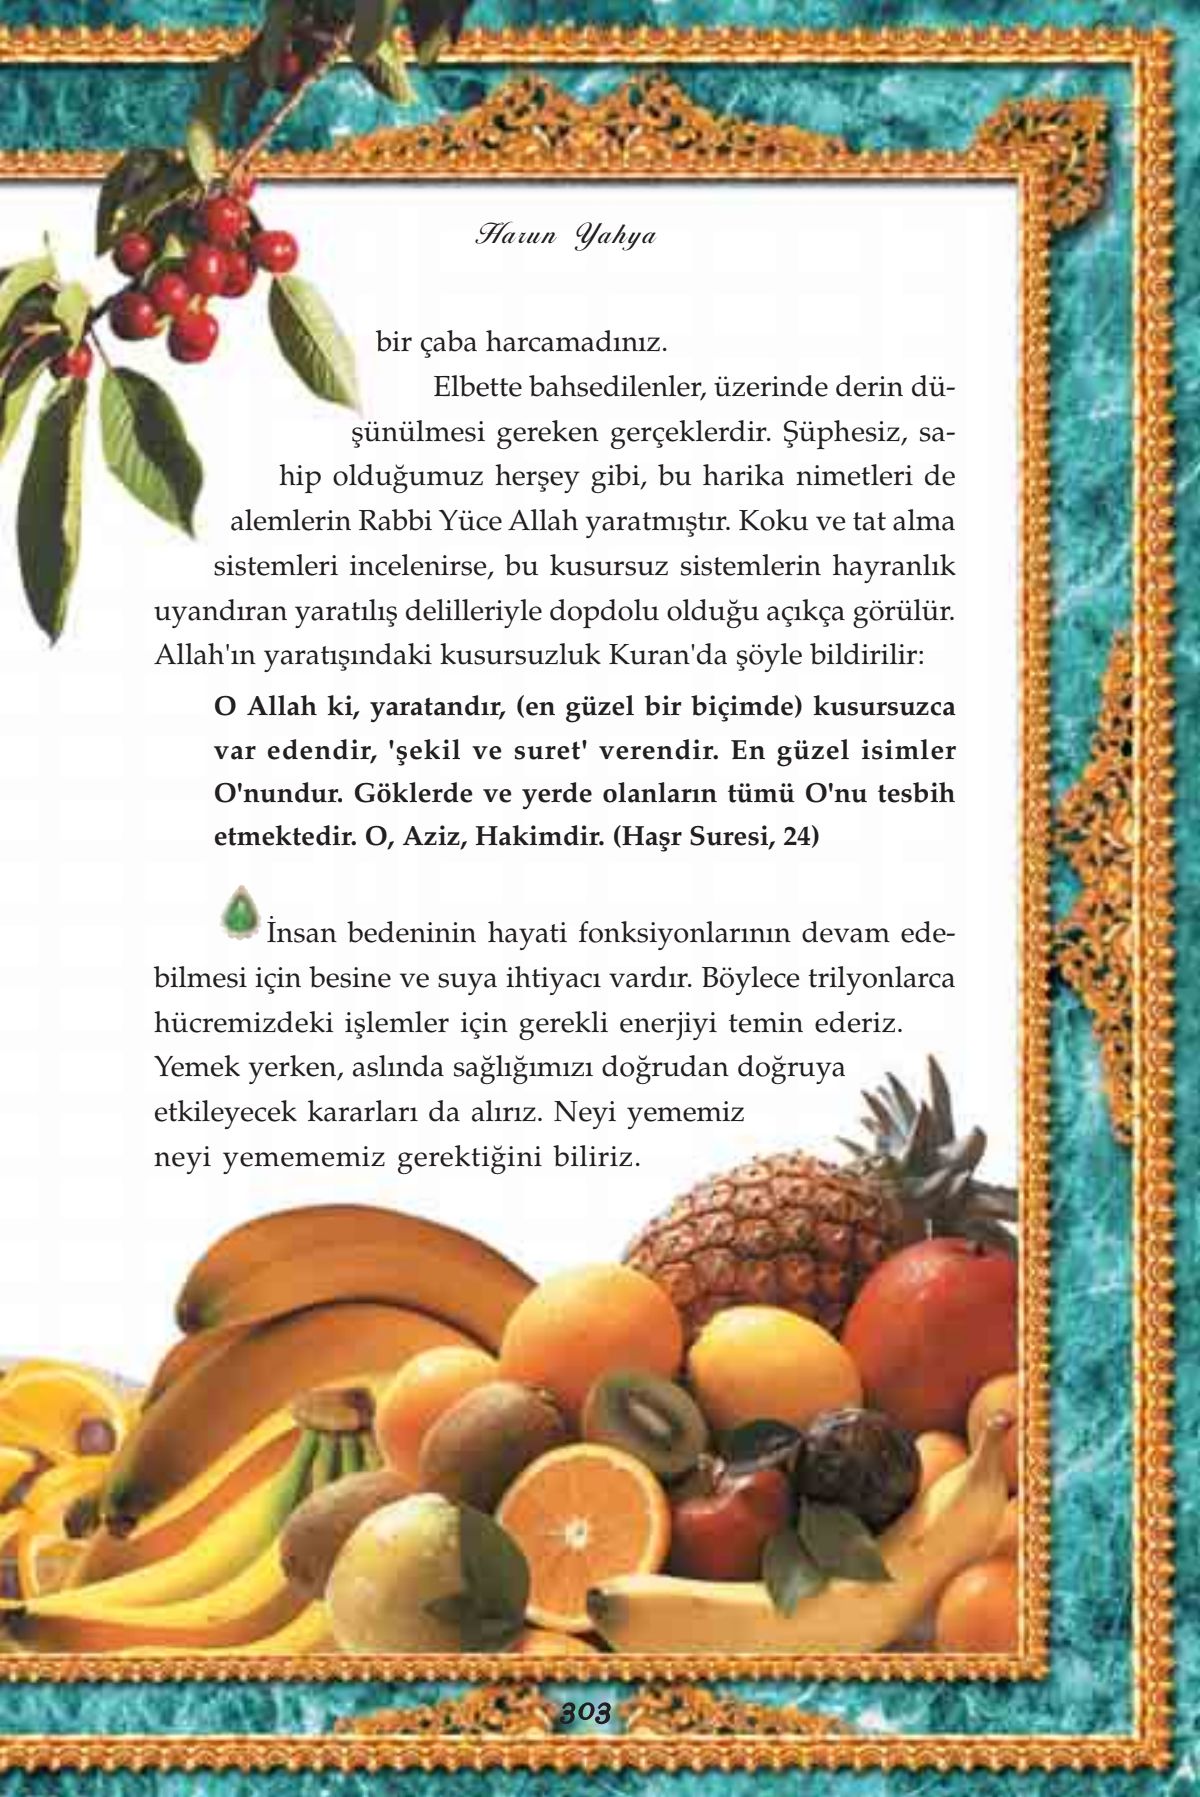 Harun Yahya
bir çaba harcamadınız.
Elbette bahsedilenler, üzerinde derin dü-
şünülmesi gereken gerçeklerdir. Şüphesiz, sa-
hip olduğumuz herşey gibi, bu harika nimetleri de
alemlerin Rabbi Yüce Allah yaratmıştır. Koku ve tat alma
sistemleri incelenirse, bu kusursuz sistemlerin hayranlık
uyandıran yaratılış delilleriyle dopdolu olduğu açıkça görülür.
Allah'ın yaratışındaki kusursuzluk Kuran'da şöyle bildirilir:
O Allah ki, yaratandır, (en güzel bir biçimde) kusursuzca
var edendir, 'şekil ve suret' verendir. En güzel isimler
O'nundur. Göklerde ve yerde olanların tümü O'nu tesbih
etmektedir. O, Aziz, Hakimdir. (Haşr Suresi, 24)
İnsan bedeninin hayati fonksiyonlarının devam ede-
bilmesi için besine ve suya ihtiyacı vardır. Böylece trilyonlarca
hücremizdeki işlemler için gerekli enerjiyi temin ederiz.
Yemek yerken, aslında sağlığımızı doğrudan doğruya
etkileyecek kararları da alırız. Neyi yememiz
neyi yemememiz gerektiğini biliriz.
303